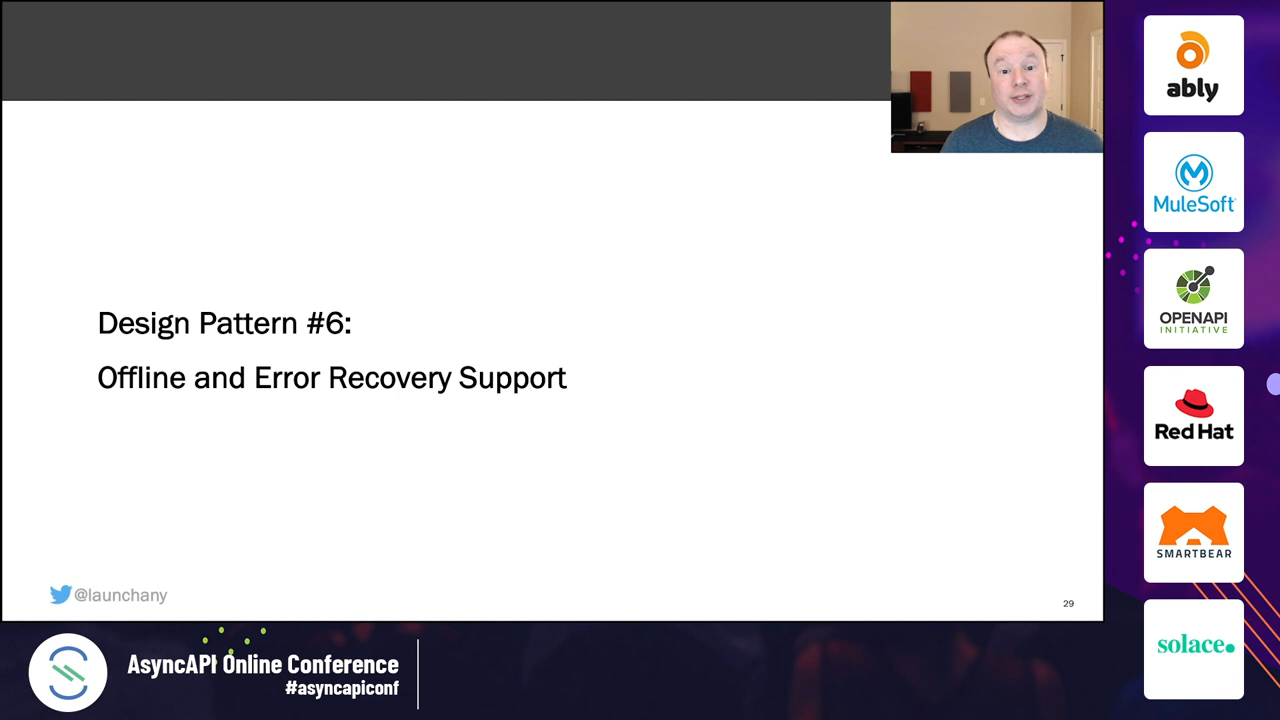 Design Pattern #6:
Offline and Error Recovery Support
@launchany
29
AsyncAPI Online Conference
#asyncapiconf
ably
MuleSoft
OPENAPI
INITIATIVE
Red Hat
SMARTBEAR
solace.